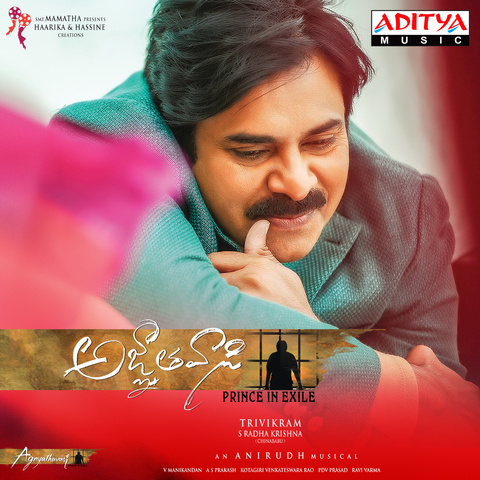 SMT MAMATHA PRESENTS
HAARIKA & HASSINE
CREATIONS
ADITYA
MUSIC
అజ్ఞాతవాసి
PRINCE IN EXILE
TRIVIKRAM
S RADHA KRISHNA
(CHINABABU)
AN ANIRUDH MUSICAL
Agnyathavasi
V MANIKANDAN A S PRAKASH KOTAGIRI VENKATESWARA RAO PDV PRASAD RAVI VARMA